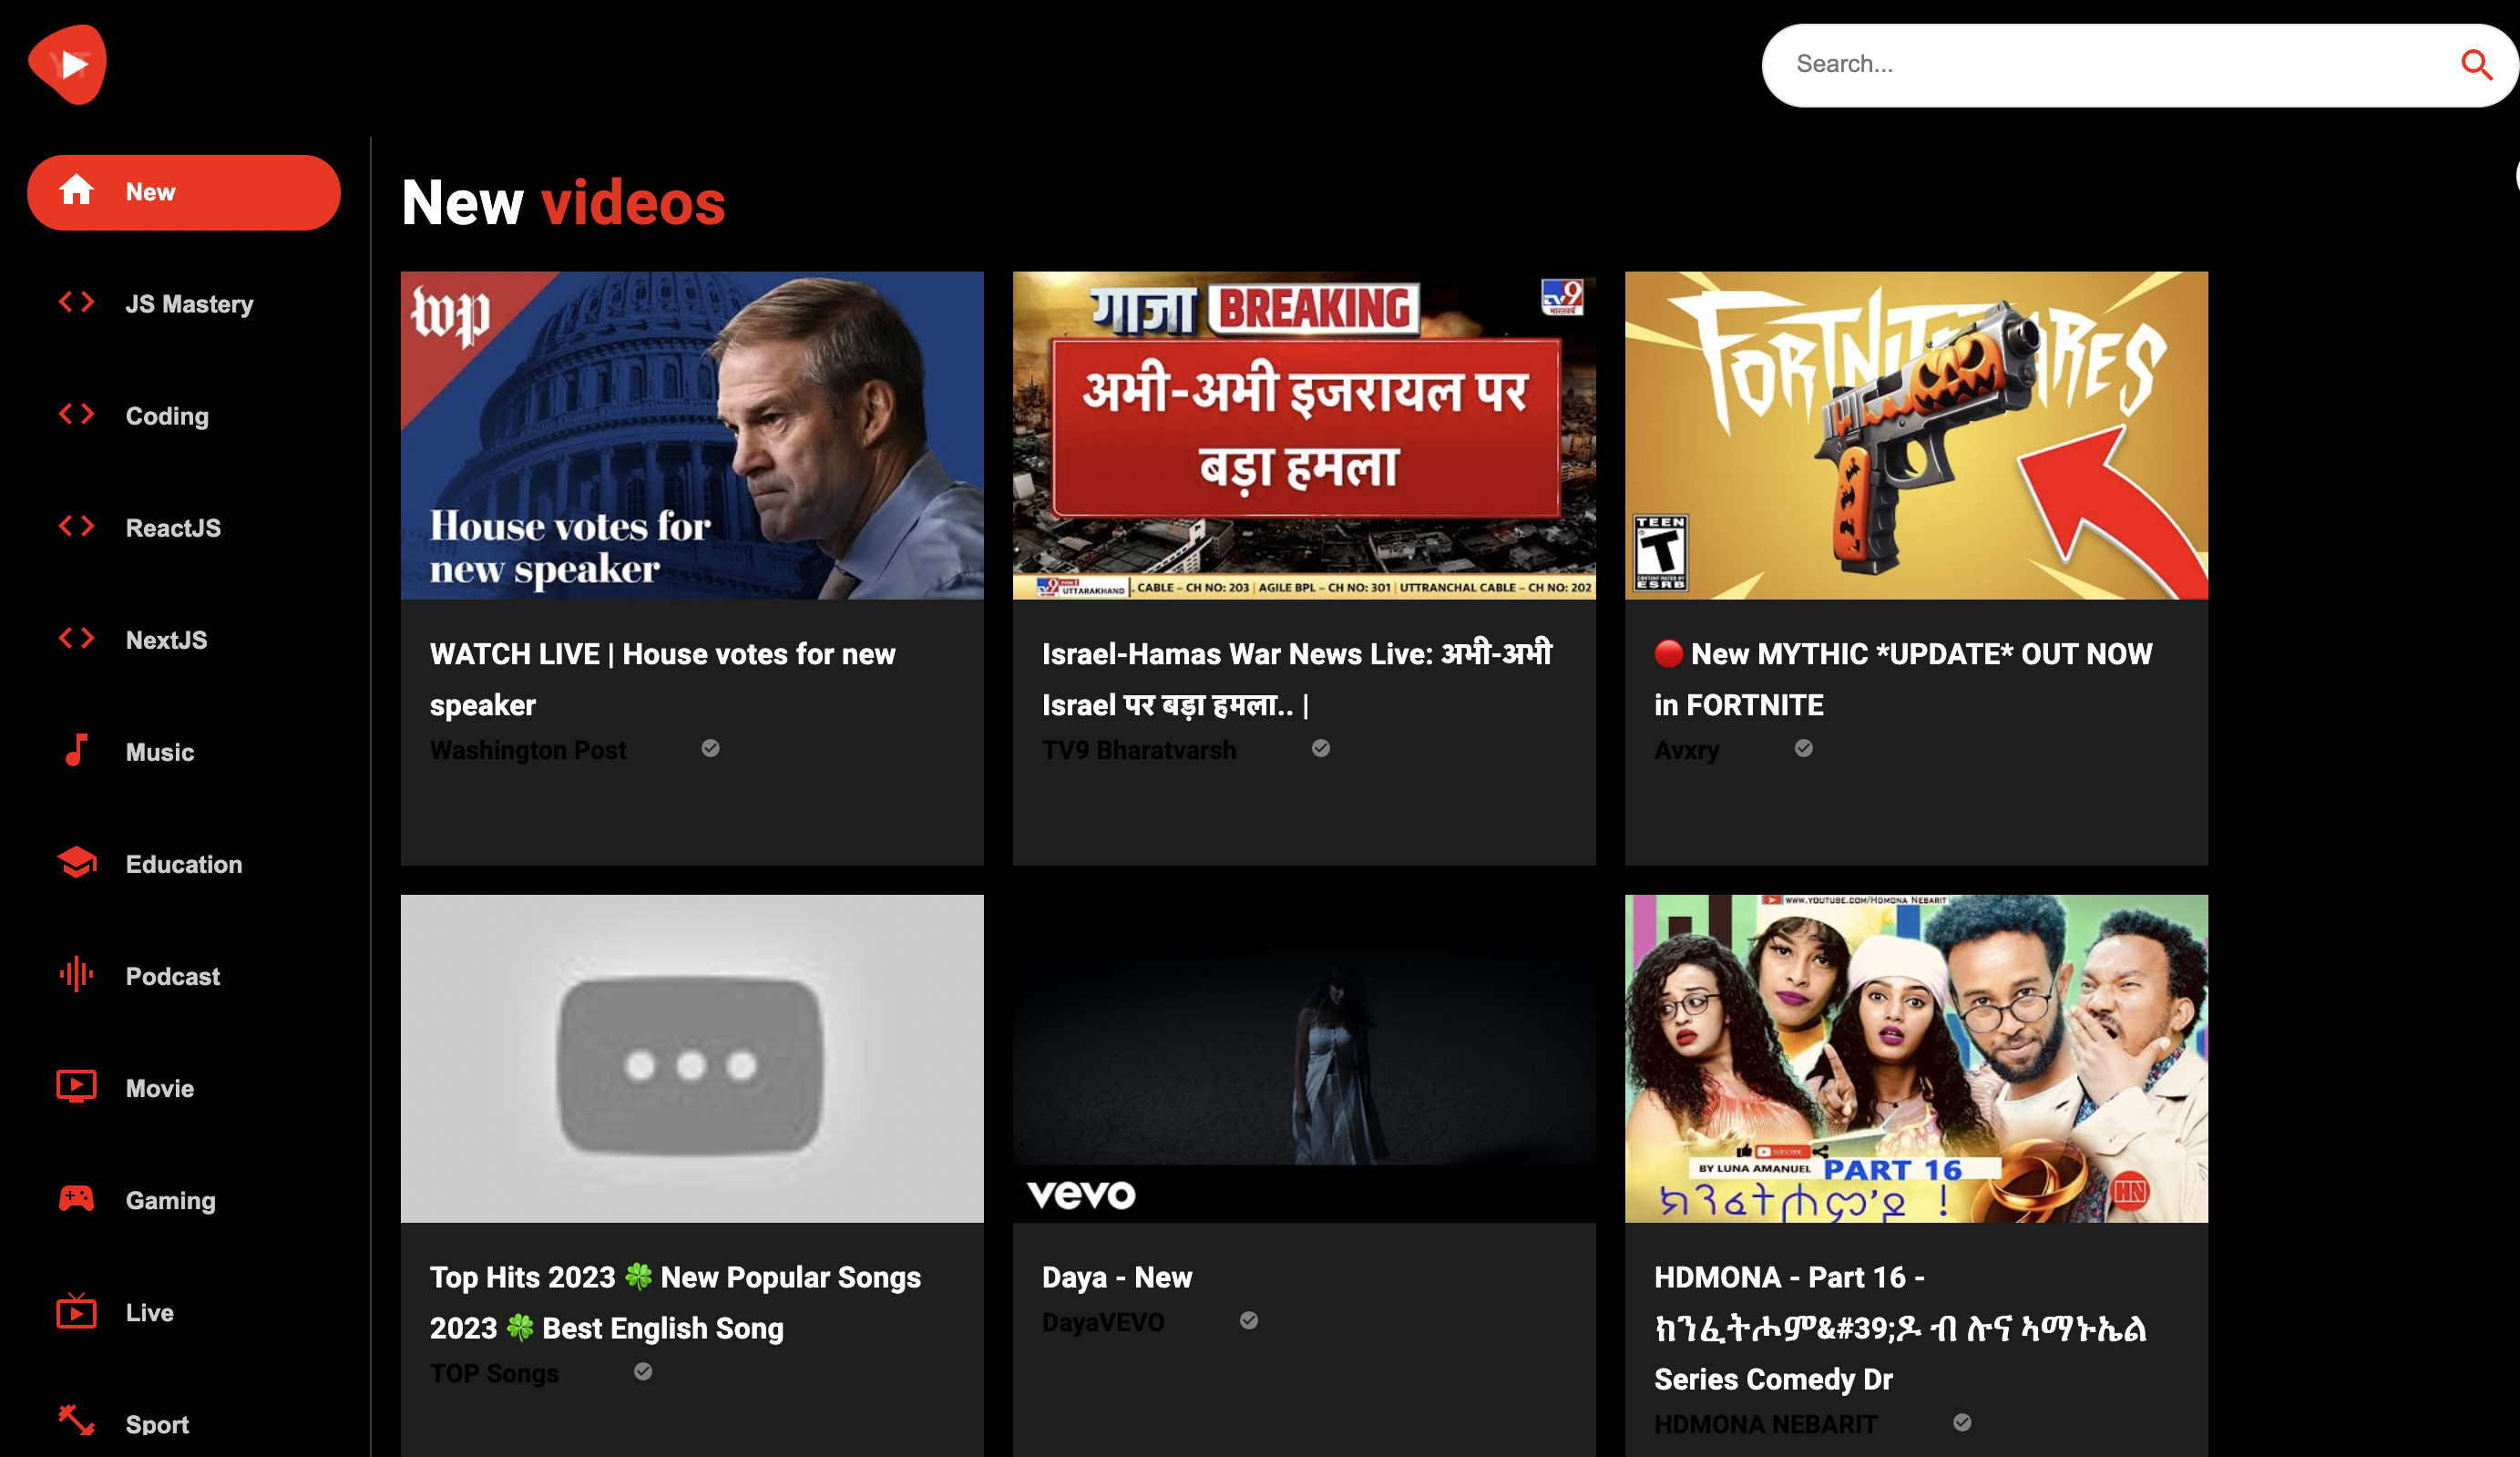 Search...
New
JS Mastery
Coding
ReactJS
NextJS
Music
Education
Podcast
Movie
Gaming
Live
Sport
New videos
wp
House votes for
new speaker
WATCH LIVE | House votes for new
speaker
Washington Post
गाजा BREAKING
TV9
भारतवर्ष
अभी-अभी इजरायल पर
बड़ा हमला
UTTARAKHAND . CABLE – CH NO: 203 | AGILE BPL – CH NO: 301 | UTTRANCHAL CABLE – CH NO: 202
Israel-Hamas War News Live: अभी-अभी
Israel पर बड़ा हमला.. |
TV9 Bharatvarsh
TEEN
T
CONTENT RATED BY
ESRB
🔴 New MYTHIC *UPDATE* OUT NOW
in FORTNITE
Avxry
Top Hits 2023 🍀 New Popular Songs
2023 🍀 Best English Song
TOP Songs
vevo
Daya - New
DayaVEVO
WWW.YOUTUBE.COM/HDMONA NEBARIT
SUBSCRIBE
BY LUNA AMANUEL PART 16
ክንፈትሐም'ዶ !
HN
HDMONA - Part 16 -
ክንፈትሖም&#39;ዶ ብ ሉና ኣማኑኤል
Series Comedy Dr
HDMONA NEBARIT